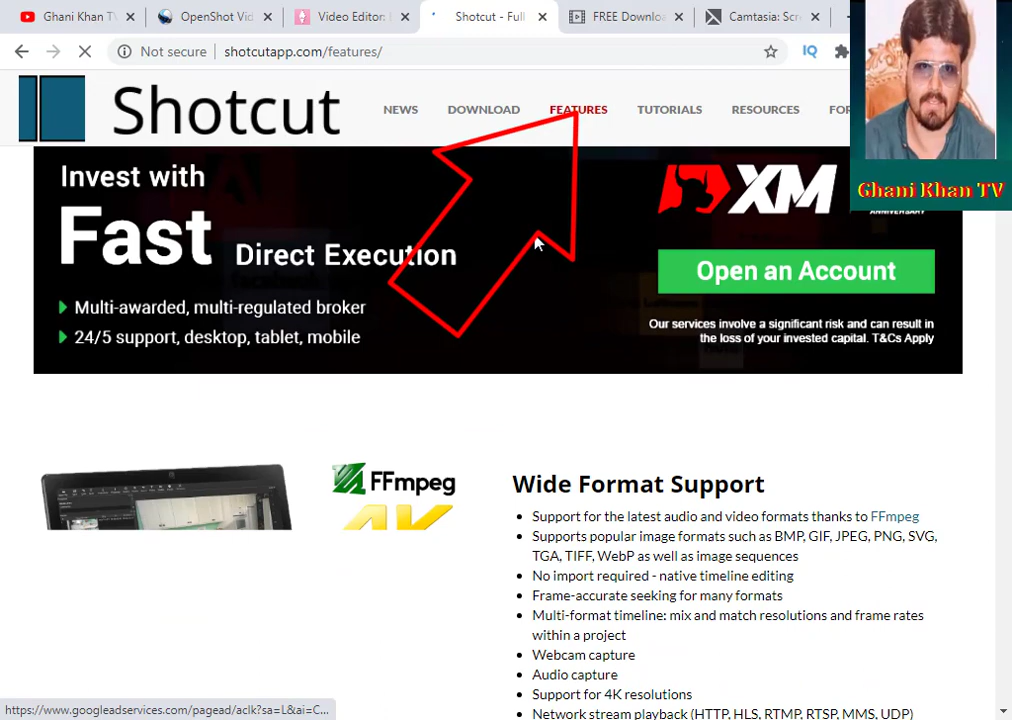 Ghani Khan TV
OpenShot Vid
Video Editor:
Shotcut - Full
FREE Downlo
Camtasia: Scr
Not secure
shotcutapp.com/features/
IQ
Shotcut
NEWS
DOWNLOAD
FEATURES
TUTORIALS
RESOURCES
FOR
Ghani Khan TV
Invest with
Fast Direct Execution
Multi-awarded, multi-regulated broker
24/5 support, desktop, tablet, mobile
XM
ANNIVERSARY
Open an Account
Our services involve a significant risk and can result in
the loss of your invested capital. T&Cs Apply
FFmpeg
4K
Wide Format Support
• Support for the latest audio and video formats thanks to FFmpeg
• Supports popular image formats such as BMP, GIF, JPEG, PNG, SVG,
TGA, TIFF, WebP as well as image sequences
• No import required - native timeline editing
• Frame-accurate seeking for many formats
• Multi-format timeline: mix and match resolutions and frame rates
within a project
• Webcam capture
• Audio capture
• Support for 4K resolutions
• Network stream playback (HTTP, HLS, RTMP, RTSP, MMS, UDP)
https://www.googleadservices.com/pagead/aclk?sa=L&ai=C...